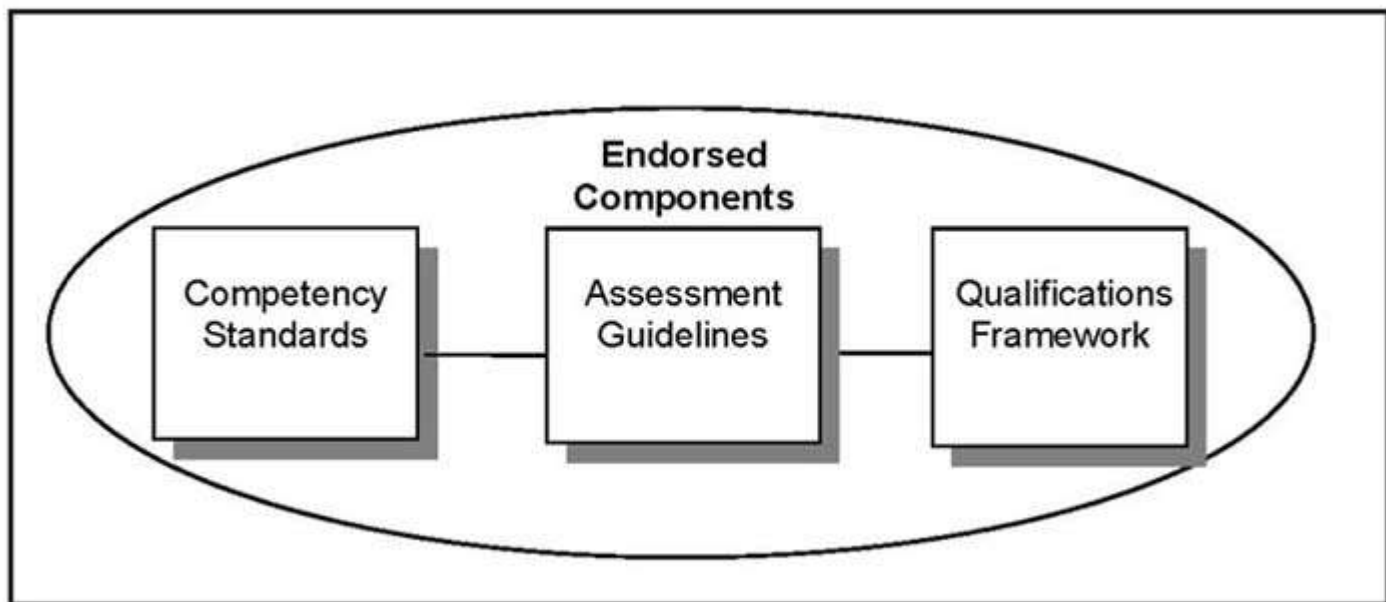 Endorsed
Components
Competency
Standards
Assessment
Guidelines
Qualifications
Framework